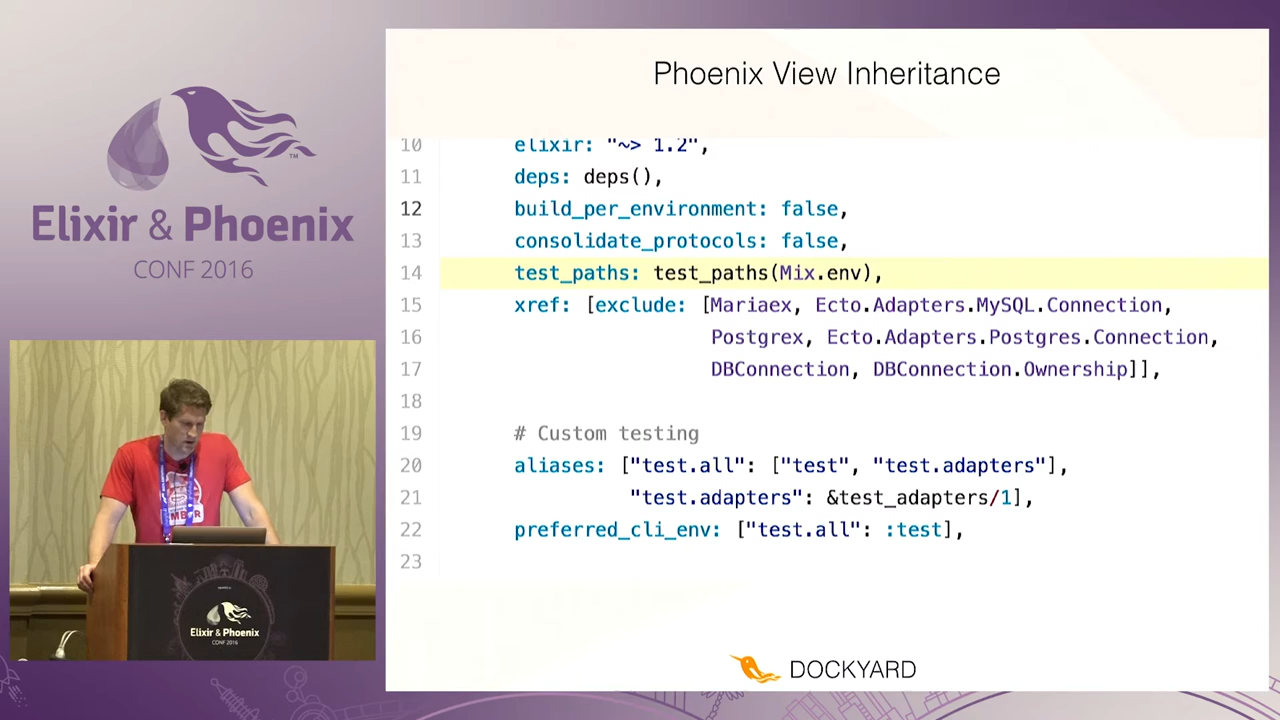 Elixir & Phoenix
TM
CONF 2016
Phoenix View Inheritance
10 elixir: "~> 1.2",
11 deps: deps(),
12 build_per_environment: false,
13 consolidate_protocols: false,
14 test_paths: test_paths(Mix.env),
15 xref: [exclude: [Mariaex, Ecto.Adapters.MySQL.Connection,
16 Postgrex, Ecto.Adapters.Postgres.Connection,
17 DBConnection, DBConnection.Ownership]],
18
19 # Custom testing
20 aliases: ["test.all": ["test", "test.adapters"],
21 "test.adapters": &test_adapters/1],
22 preferred_cli_env: ["test.all": :test],
23
DOCKYARD
Elixir & Phoenix
CONF 2016